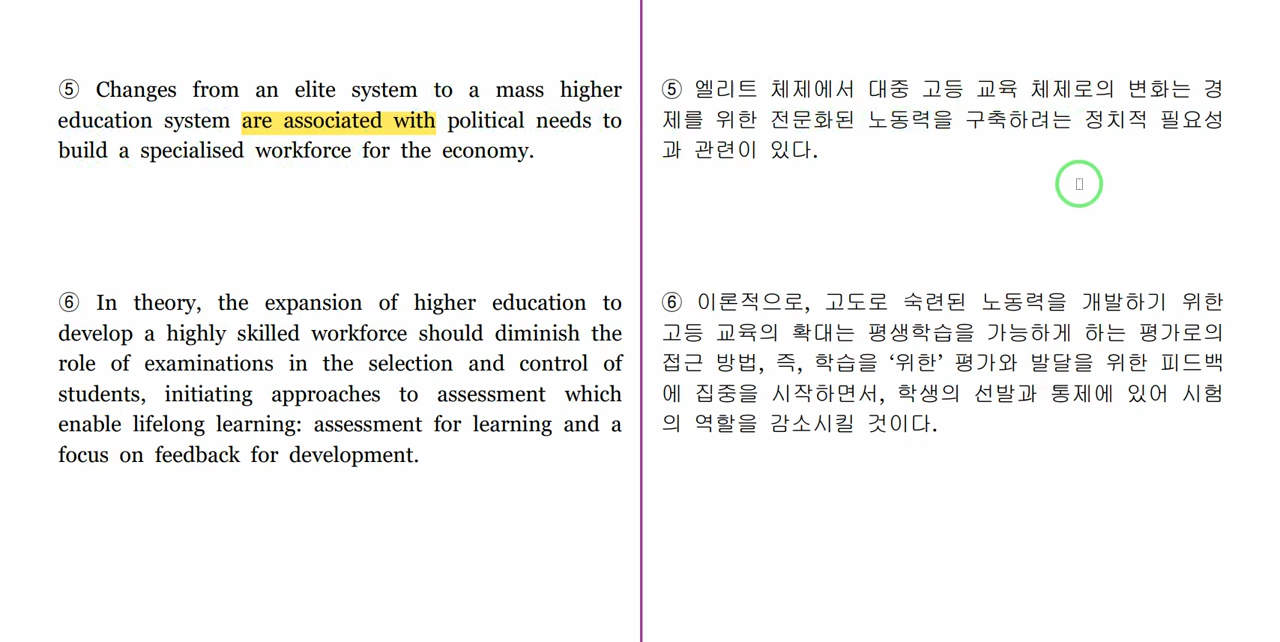 ⑤ Changes from an elite system to a mass higher
education system are associated with political needs to
build a specialised workforce for the economy.
⑥ In theory, the expansion of higher education to
develop a highly skilled workforce should diminish the
role of examinations in the selection and control of
students, initiating approaches to assessment which
enable lifelong learning: assessment for learning and a
focus on feedback for development.
⑤ 엘리트 체제에서 대중 고등 교육 체제로의 변화는 경
제를 위한 전문화된 노동력을 구축하려는 정치적 필요성
과 관련이 있다.
⑥ 이론적으로, 고도로 숙련된 노동력을 개발하기 위한
고등 교육의 확대는 평생학습을 가능하게 하는 평가로의
접근 방법, 즉, 학습을 ‘위한’ 평가와 발달을 위한 피드백
에 집중을 시작하면서, 학생의 선발과 통제에 있어 시험
의 역할을 감소시킬 것이다.